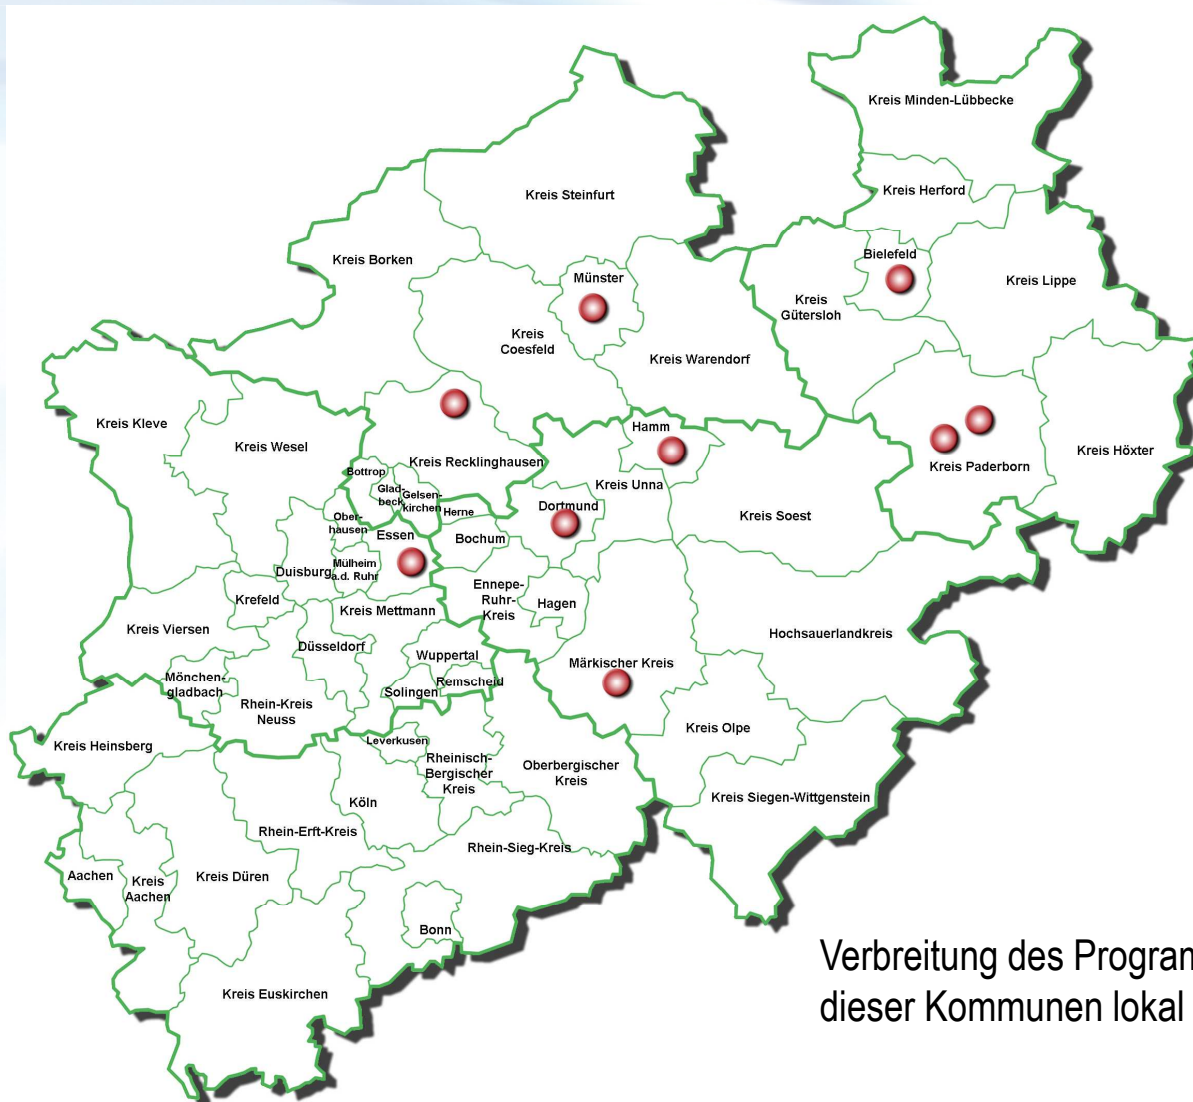 Kreis Minden-Lübbecke
Kreis Herford
Kreis Steinfurt
Bielefeld
Kreis Borken
Münster
Kreis Lippe
Kreis
Gütersloh
Kreis
Coesfeld
Kreis Warendorf
Kreis Kleve
Kreis Wesel
Hamm
Kreis Recklinghausen
Kreis Paderborn
Kreis Höxter
Bottrop
Glad-
beck
Gelsen-
kirchen
Kreis Unna
Herne
Dortmund
Kreis Soest
Ober-
hausen
Essen
Bochum
Duisburg
Mülheim
a.d. Ruhr
Ennepe-
Ruhr-
Kreis
Hagen
Krefeld
Kreis Mettmann
Kreis Viersen
Hochsauerlandkreis
Düsseldorf
Wuppertal
Märkischer Kreis
Mönchen-
gladbach
Remscheid
Solingen
Rhein-Kreis
Neuss
Kreis Olpe
Kreis Heinsberg
Leverkusen
Rheinisch-
Bergischer
Kreis
Oberbergischer
Kreis
Köln
Kreis Siegen-Wittgenstein
Rhein-Erft-Kreis
Rhein-Sieg-Kreis
Aachen
Kreis
Aachen
Kreis Düren
Bonn
Kreis Euskirchen
Verbreitung des Program
dieser Kommunen lokal